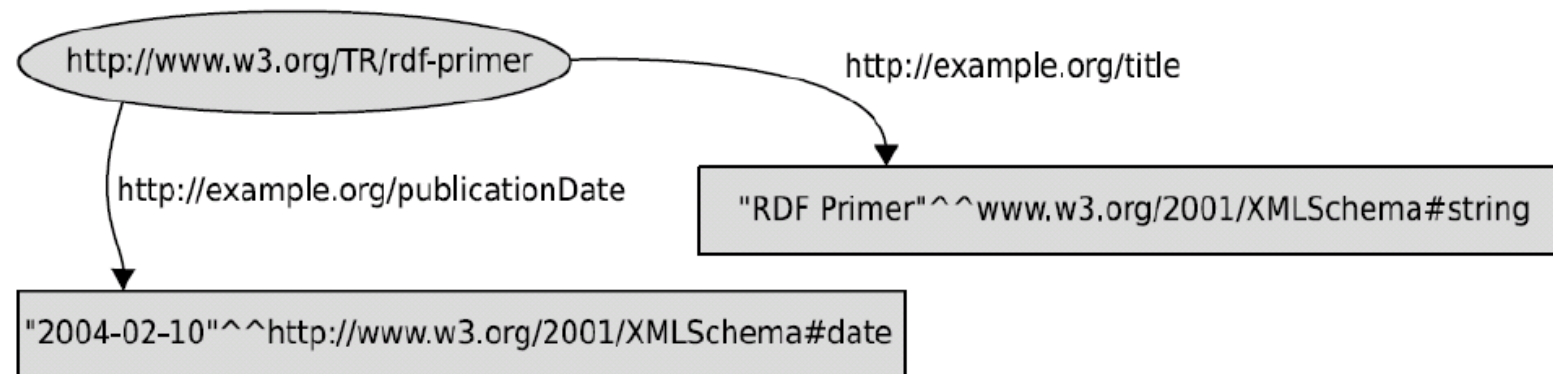 http://www.w3.org/TR/rdf-primer
http://example.org/title
http://example.org/publicationDate
"RDF Primer"^^www.w3.org/2001/XMLSchema#string
"2004-02-10"^^http://www.w3.org/2001/XMLSchema#date